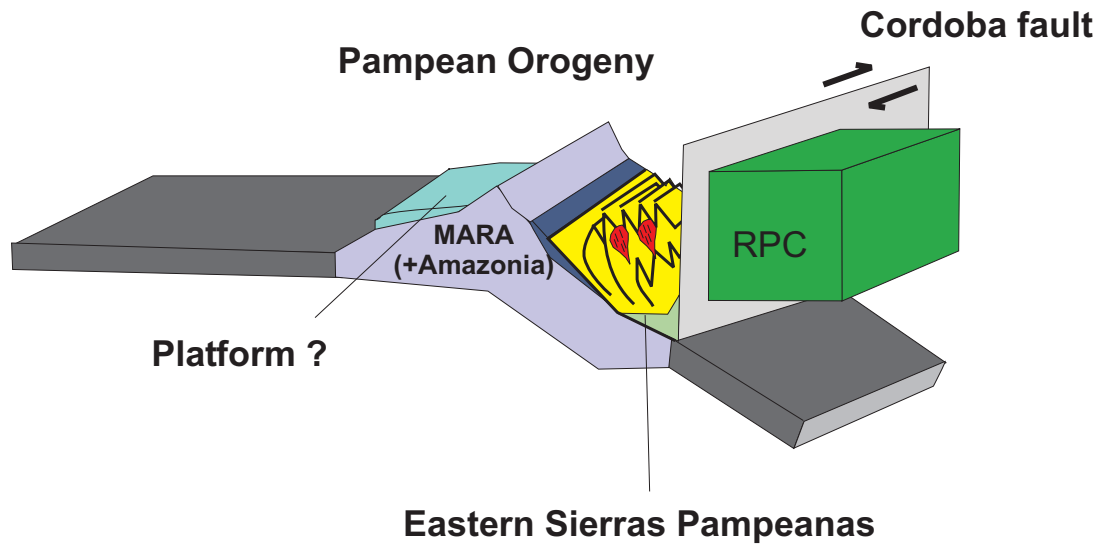 Cordoba fault
Pampean Orogeny
MARA
(+Amazonia)
RPC
Platform ?
Eastern Sierras Pampeanas